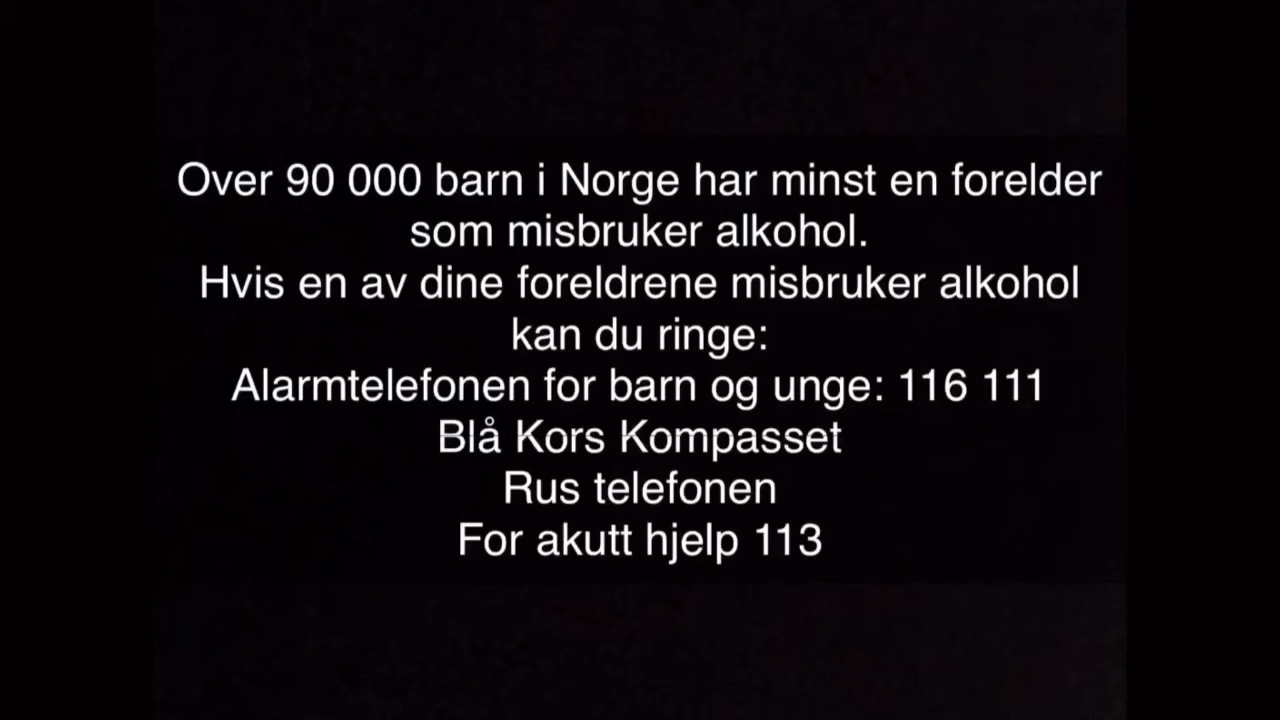 Over 90 000 barn i Norge har minst en forelder
som misbruker alkohol.
Hvis en av dine foreldrene misbruker alkohol
kan du ringe:
Alarmtelefonen for barn og unge: 116 111
Blå Kors Kompasset
Rus telefonen
For akutt hjelp 113